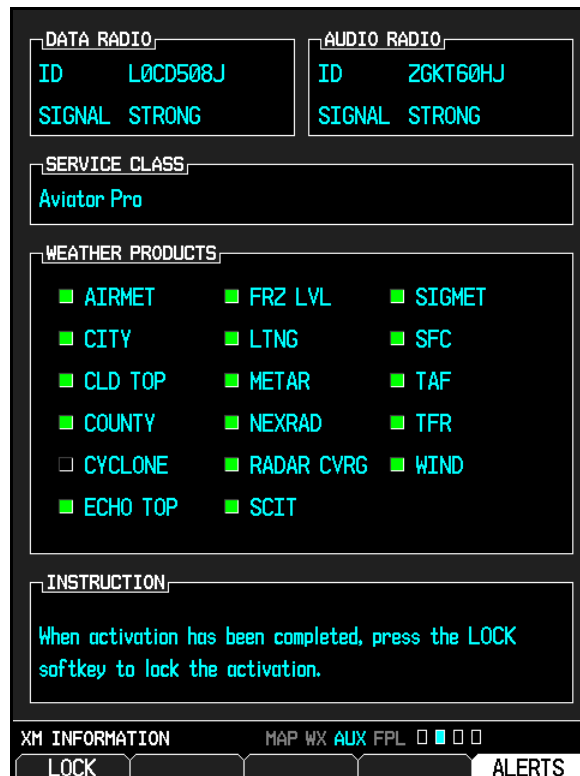 DATA RADIO
ID L0CD508J
SIGNAL STRONG
AUDIO RADIO
ID ZGKT60HJ
SIGNAL STRONG
SERVICE CLASS
Aviator Pro
WEATHER PRODUCTS
AIRMET FRZ LVL SIGMET
CITY LTNG SFC
CLD TOP METAR TAF
COUNTY NEXRAD TFR
CYCLONE RADAR CVRG WIND
ECHO TOP SCIT
INSTRUCTION
When activation has been completed, press the LOCK
softkey to lock the activation.
XM INFORMATION MAP WX AUX FPL
LOCK ALERTS